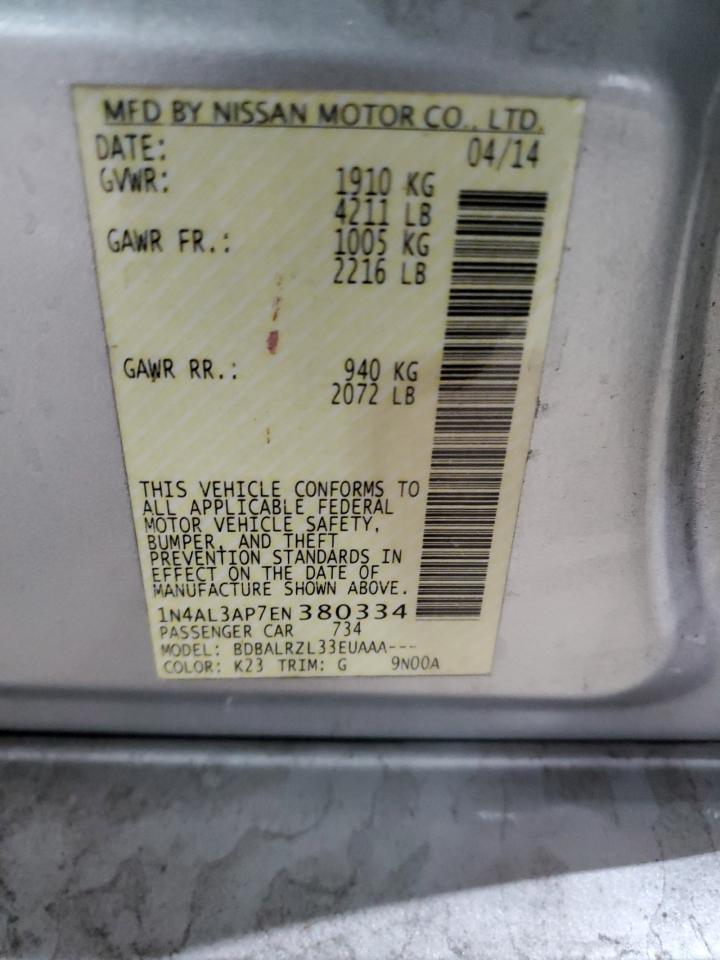 MFD BY NISSAN MOTOR CO., LTD.
DATE: 04/14
GVWR: 1910 KG
4211 LB
GAWR FR.: 1005 KG
2216 LB
GAWR RR.: 940 KG
2072 LB
THIS VEHICLE CONFORMS TO
ALL APPLICABLE FEDERAL
MOTOR VEHICLE SAFETY,
BUMPER, AND THEFT
PREVENTION STANDARDS IN
EFFECT ON THE DATE OF
MANUFACTURE SHOWN ABOVE.
1N4AL3AP7EN380334
PASSENGER CAR 734
MODEL: BDBALRZL33EUAAA---
COLOR: K23 TRIM: G 9N00A